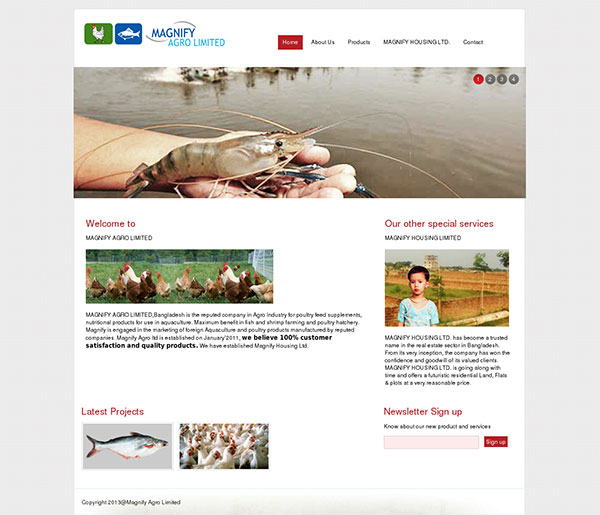 MAGNIFY
AGRO LIMITED
Home About Us Products MAGNIFY HOUSING LTD. Contact
1 2 3 4
Welcome to
MAGNIFY AGRO LIMITED
MAGNIFY AGRO LIMITED,Bangladesh is the reputed company in Agro Industry for poultry feed supplements,
nutritional products for use in aquaculture. Maximum benefit in fish and shrimp farming and poultry hatchery.
Magnify is engaged in the marketing of foreign Aquaculture and poultry products manufactured by reputed
companies. Magnify Agro ltd is established on January'2011, we believe 100% customer
satisfaction and quality products. We have established Magnify Housing Ltd.
Our other special services
MAGNIFY HOUSING LIMITED
MAGNIFY HOUSING LTD. has become a trusted
name in the real estate sector in Bangladesh.
From its very inception, the company has won the
confidence and goodwill of its valued clients.
MAGNIFY HOUSING LTD. is going along with
time and offers a futuristic residential Land, Flats
& plots at a very reasonable price.
Latest Projects
Newsletter Sign up
Know about our new product and services
Sign up
Copyright 2013@Magnify Agro Limited